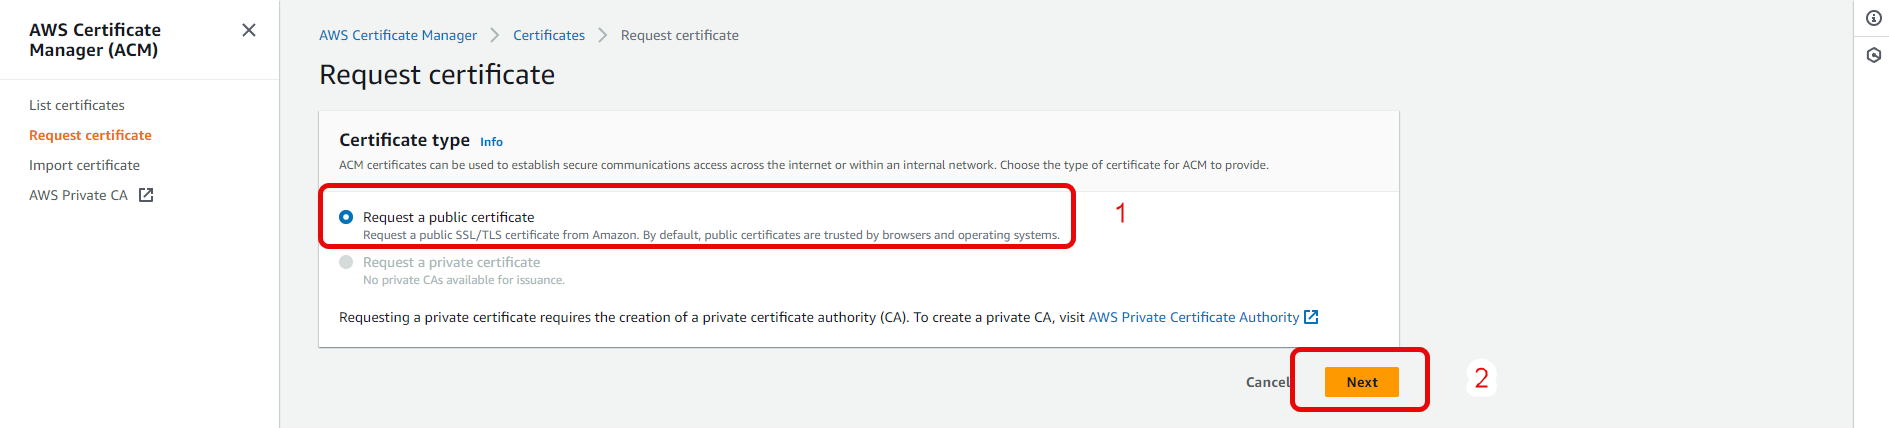 AWS Certificate
Manager (ACM)
List certificates
Request certificate
Import certificate
AWS Private CA
AWS Certificate Manager > Certificates > Request certificate
Request certificate
Certificate type Info
ACM certificates can be used to establish secure communications access across the internet or within an internal network. Choose the type of certificate for ACM to provide.
Request a public certificate
Request a public SSL/TLS certificate from Amazon. By default, public certificates are trusted by browsers and operating systems.
1
Request a private certificate
No private CAs available for issuance.
Requesting a private certificate requires the creation of a private certificate authority (CA). To create a private CA, visit AWS Private Certificate Authority
Cancel Next 2